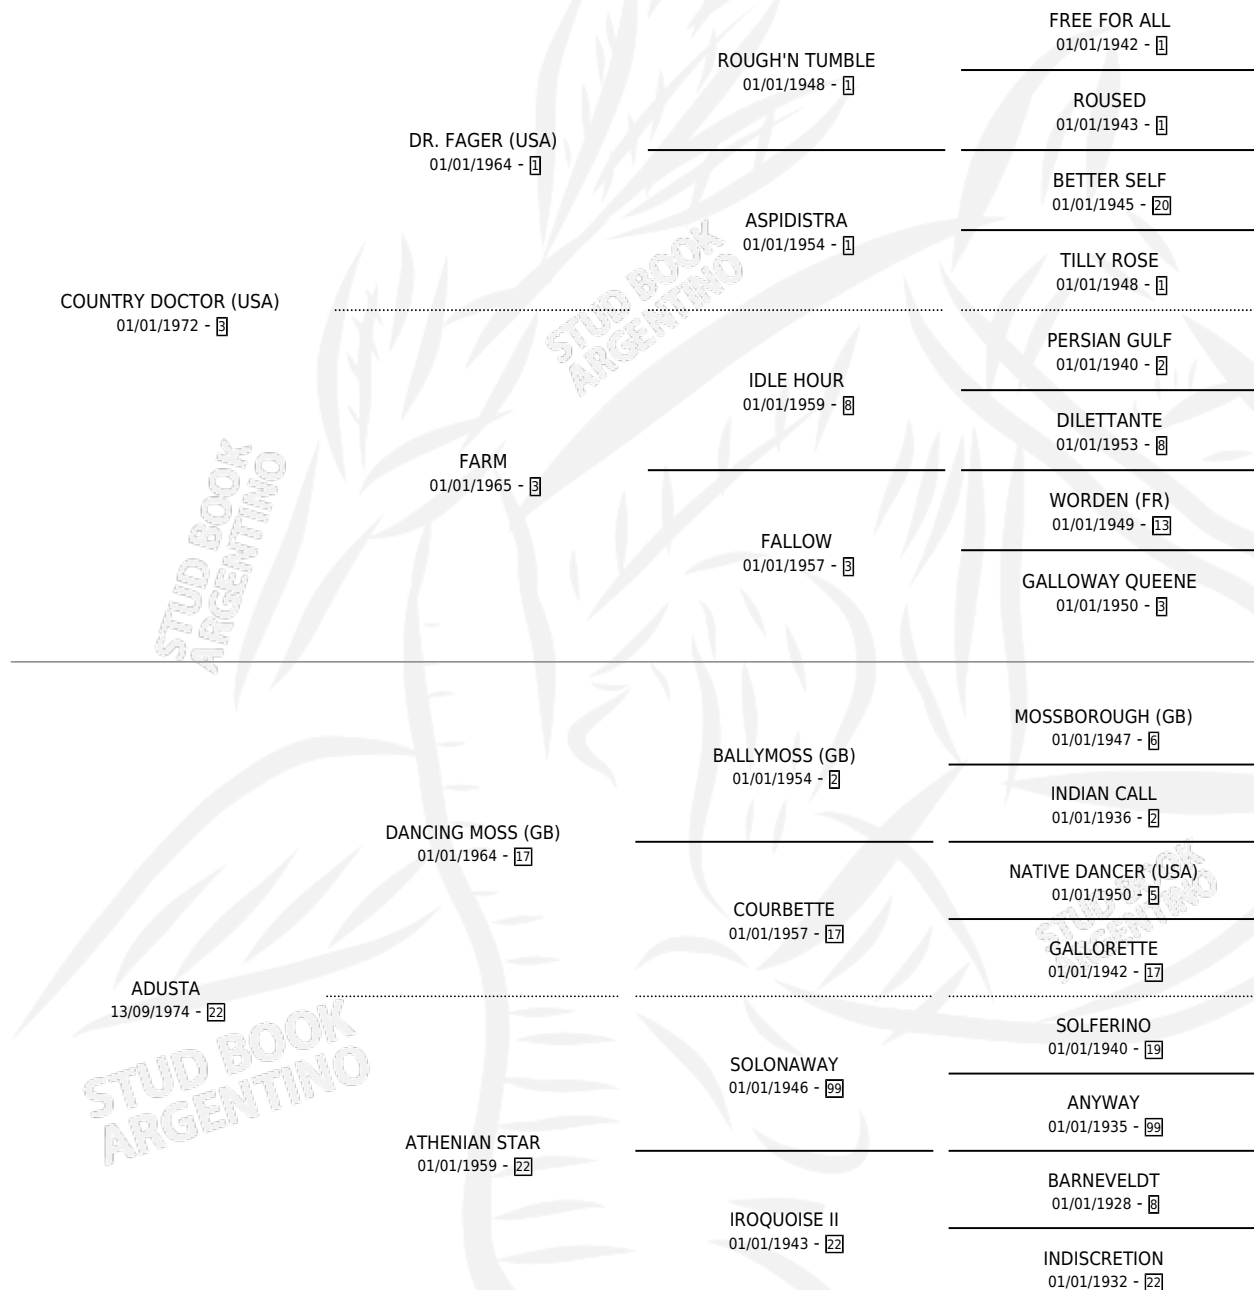 FREE FOR ALL
01/01/1942 - 1
ROUGH'N TUMBLE
01/01/1948 - 1
ROUSED
01/01/1943 - 1
DR. FAGER (USA)
01/01/1964 - 1
BETTER SELF
01/01/1945 - 20
ASPIDISTRA
01/01/1954 - 1
TILLY ROSE
01/01/1948 - 1
COUNTRY DOCTOR (USA)
01/01/1972 - 3
PERSIAN GULF
01/01/1940 - 2
IDLE HOUR
01/01/1959 - 8
DILETTANTE
01/01/1953 - 8
FARM
01/01/1965 - 3
WORDEN (FR)
01/01/1949 - 13
FALLOW
01/01/1957 - 3
GALLOWAY QUEENE
01/01/1950 - 3
MOSSBOROUGH (GB)
01/01/1947 - 6
BALLYMOSS (GB)
01/01/1954 - 2
INDIAN CALL
01/01/1936 - 2
DANCING MOSS (GB)
01/01/1964 - 17
NATIVE DANCER (USA)
01/01/1950 - 5
COURBETTE
01/01/1957 - 17
GALLORETTE
01/01/1942 - 17
ADUSTA
13/09/1974 - 22
SOLFERINO
01/01/1940 - 19
SOLONAWAY
01/01/1946 - 99
ANYWAY
01/01/1935 - 99
ATHENIAN STAR
01/01/1959 - 22
BARNEVELDT
01/01/1928 - 8
IROQUOISE II
01/01/1943 - 22
INDISCRETION
01/01/1932 - 22
STUD BOOK
ARGENTINO
STUD BOOK
ARGENTINO
STUD BOOK
ARGENTINO
STUD BOOK
ARGENTINO